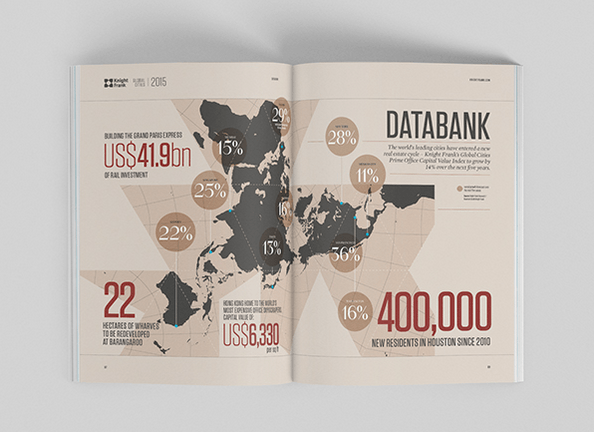 Knight
Frank
GLOBAL
CITIES
2015
BUILDING THE GRAND PARIS EXPRESS
US$41.9bn
OF RAIL INVESTMENT
29%
15%
25%
22%
16%
13%
28%
11%
36%
16%
DATABANK
The world's leading cities have entered a new
real estate cycle - Knight Frank's Global Cities
Prime Office Capital Value Index to grow by
14% over the next five years.
22
HECTARES OF WHARVES
TO BE REDEVELOPED
AT BARANGAROO
HONG KONG HOME TO THE WORLD'S
MOST EXPENSIVE OFFICE SKYSCRAPERS,
CAPITAL VALUE OF:
US$6,330
per sq ft
400,000
NEW RESIDENTS IN HOUSTON SINCE 2010